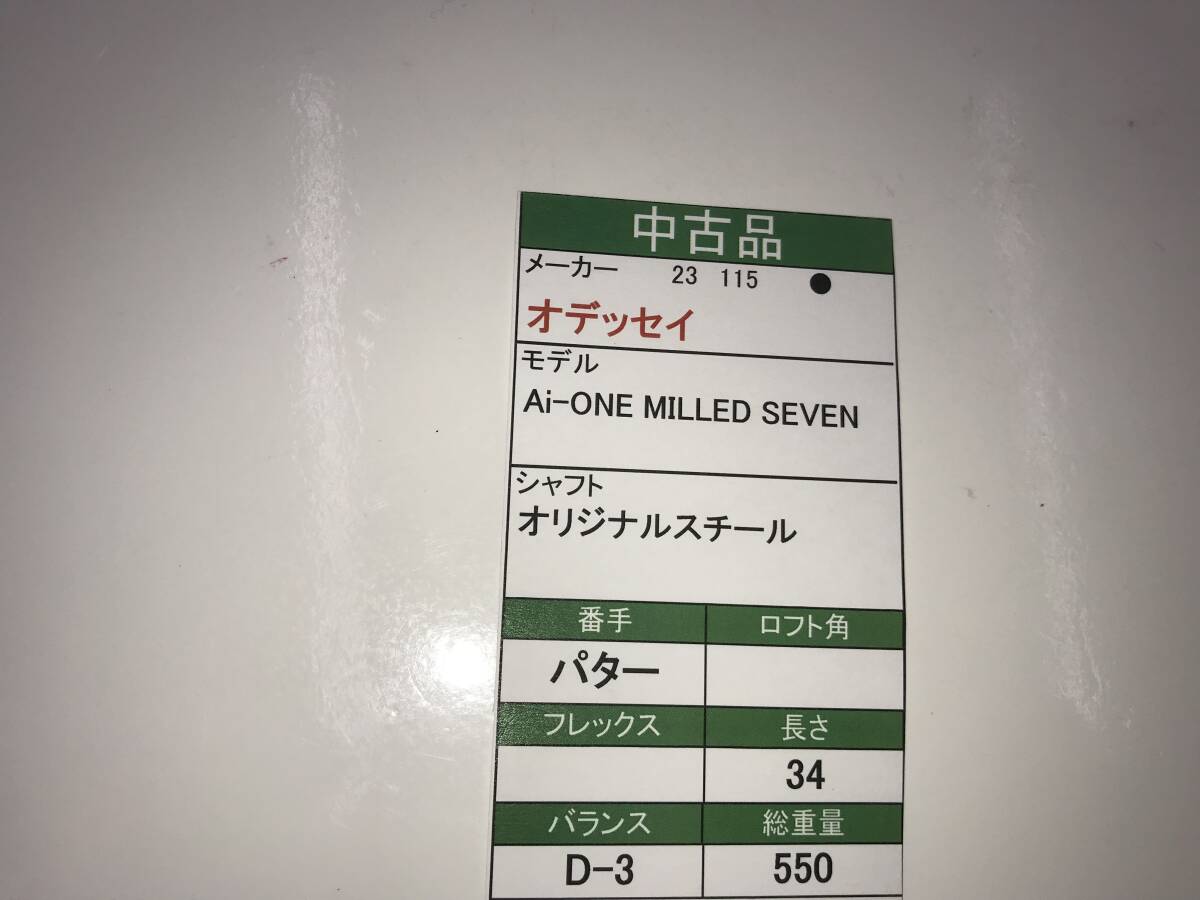 中古品
メーカー 23 115 ●
オデッセイ
モデル
Ai-ONE MILLED SEVEN
シャフト
オリジナルスチール
番手 ロフト角
パター
フレックス 長さ
34
バランス 総重量
D-3 550